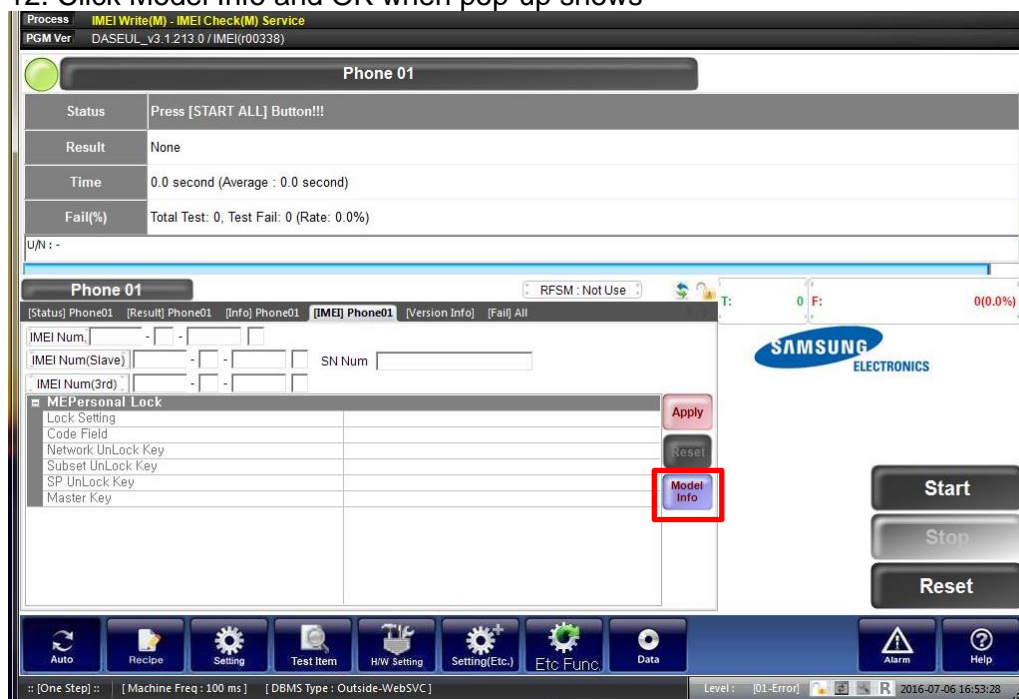 12. Click Model Info and OK when pop-up shows
Process IMEI Write(M) - IMEI Check(M) Service
PGM Ver DASEUL_v3.1.213.0 / IMEI(r00338)
Phone 01
Status Press [START ALL] Button!!!
Result None
Time 0.0 second (Average : 0.0 second)
Fail(%) Total Test: 0, Test Fail: 0 (Rate: 0.0%)
U/N : -
Phone 01 RFSM : Not Use T: 0 F: 0(0.0%)
[Status] Phone01 [Result] Phone01 [Info] Phone01 [IMEI] Phone01 [Version Info] [Fail] All
IMEI Num. - -
IMEI Num(Slave) - - SN Num
IMEI Num(3rd) - -
SAMSUNG
ELECTRONICS
MEPersonal Lock
Lock Setting
Code Field
Network UnLock Key
Subset UnLock Key
SP UnLock Key
Master Key
Apply
Reset
Model
Info
Start
Stop
Reset
Auto Recipe Setting Test Item H/W Setting Setting(Etc.) Etc Func. Data Alarm Help
:: [One Step] :: [ Machine Freq : 100 ms ] [ DBMS Type : Outside-WebSVC ] Level : [01-Error] R 2016-07-06 16:53:28